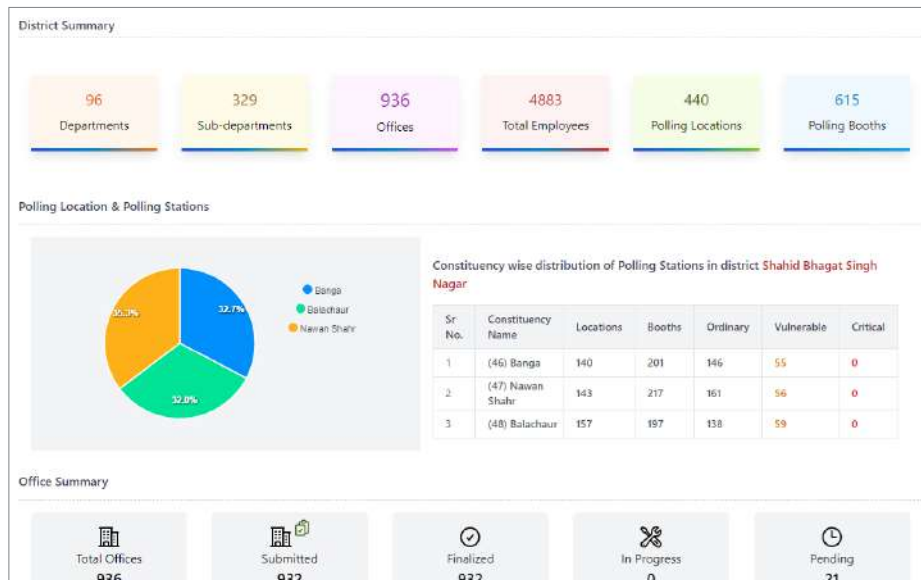 District Summary
96
Departments
329
Sub-departments
936
Offices
4883
Total Employees
440
Polling Locations
615
Polling Booths
Polling Location & Polling Stations
35.3%
32.7%
32.0%
Banga
Balachaur
Nawan Shahr
Constituency wise distribution of Polling Stations in district Shahid Bhagat Singh
Nagar
Sr No. Constituency Name Locations Booths Ordinary Vulnerable Critical
1 (46) Banga 140 201 146 55 0
2 (47) Nawan Shahr 143 217 161 56 0
3 (48) Balachaur 157 197 138 59 0
Office Summary
Total Offices
936
Submitted
932
Finalized
932
In Progress
0
Pending
21